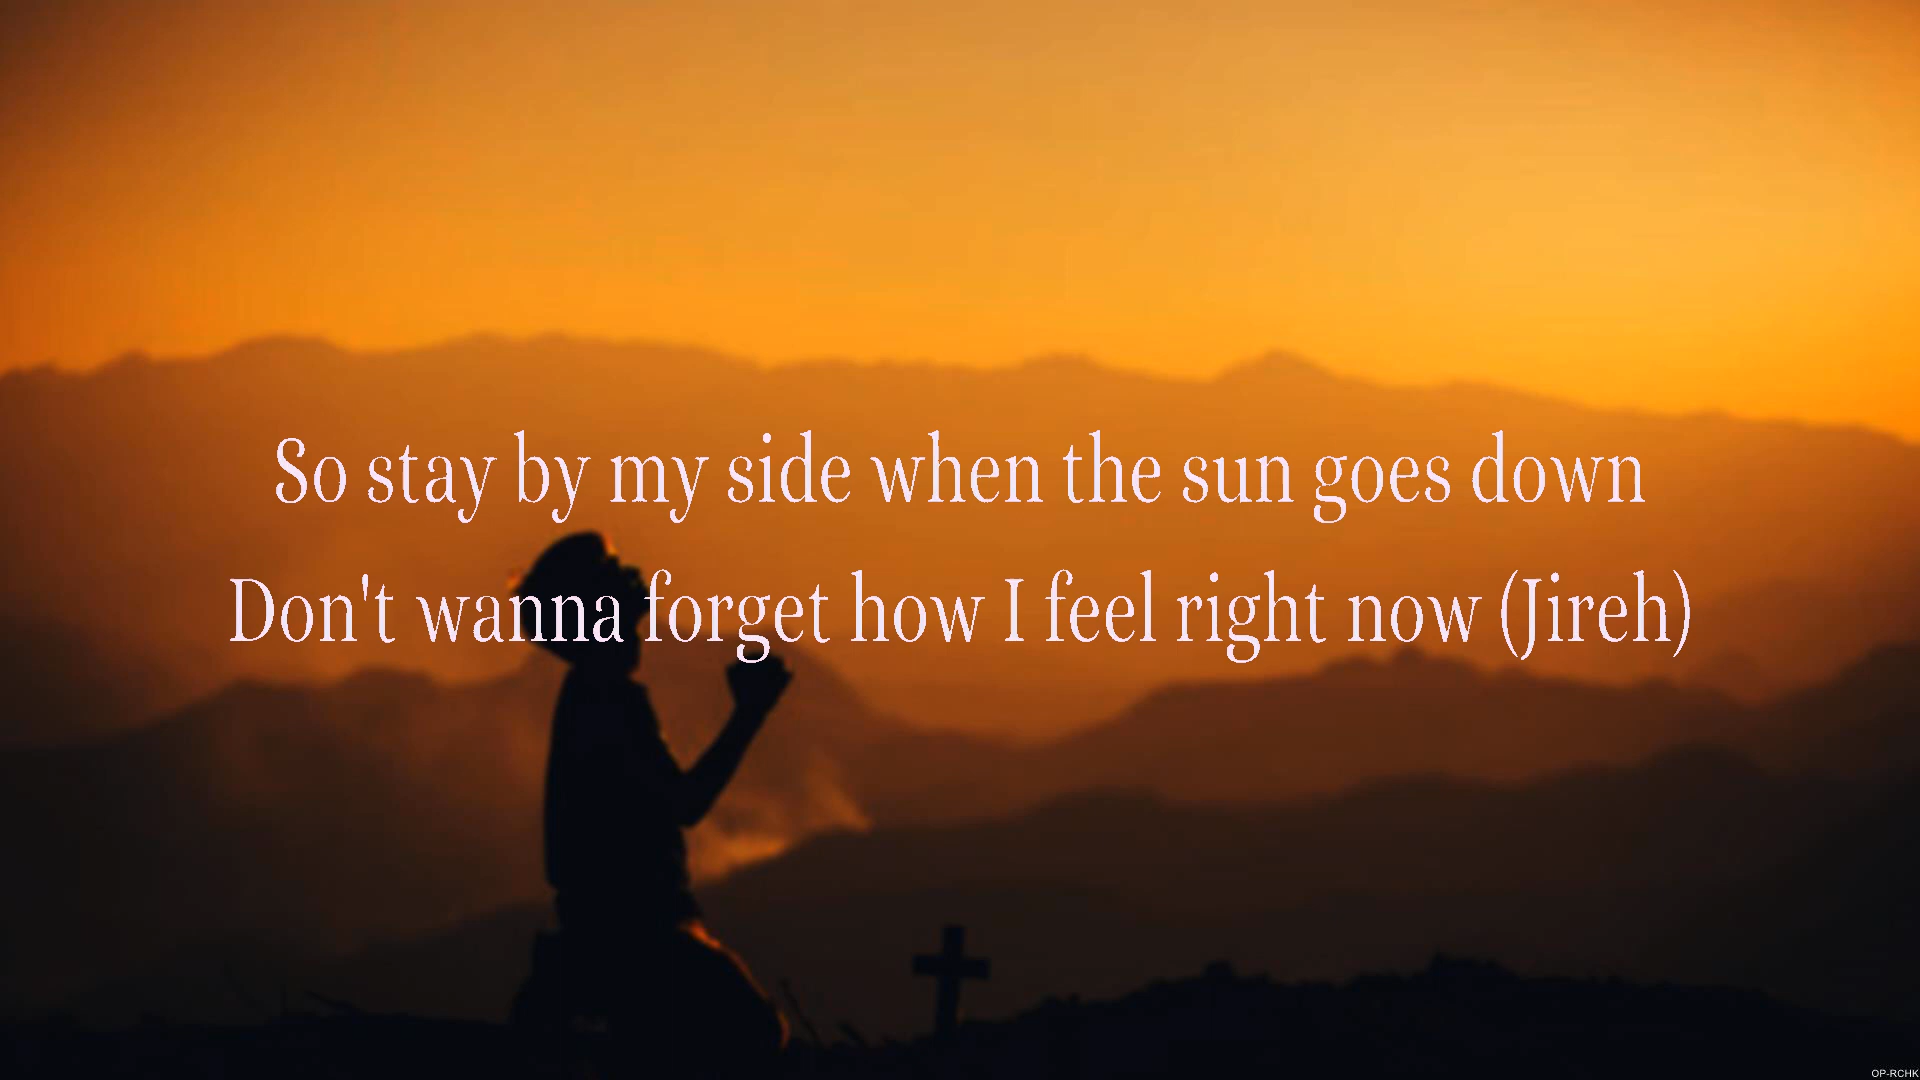 So stay by my side when the sun goes down
Don't wanna forget how I feel right now (Jireh)
OP-RCHK